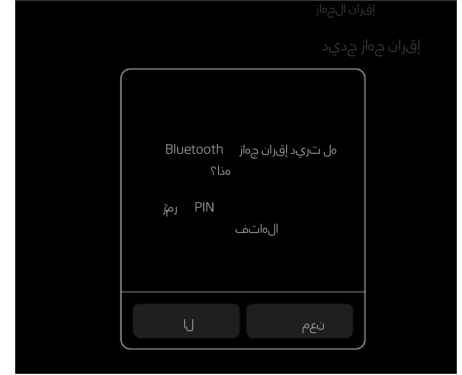 إقران الجهاز
إقران جهاز جديد
هل تريد إقران جهاز Bluetooth
هذا؟
رمز PIN
الهاتف
نعم
لا